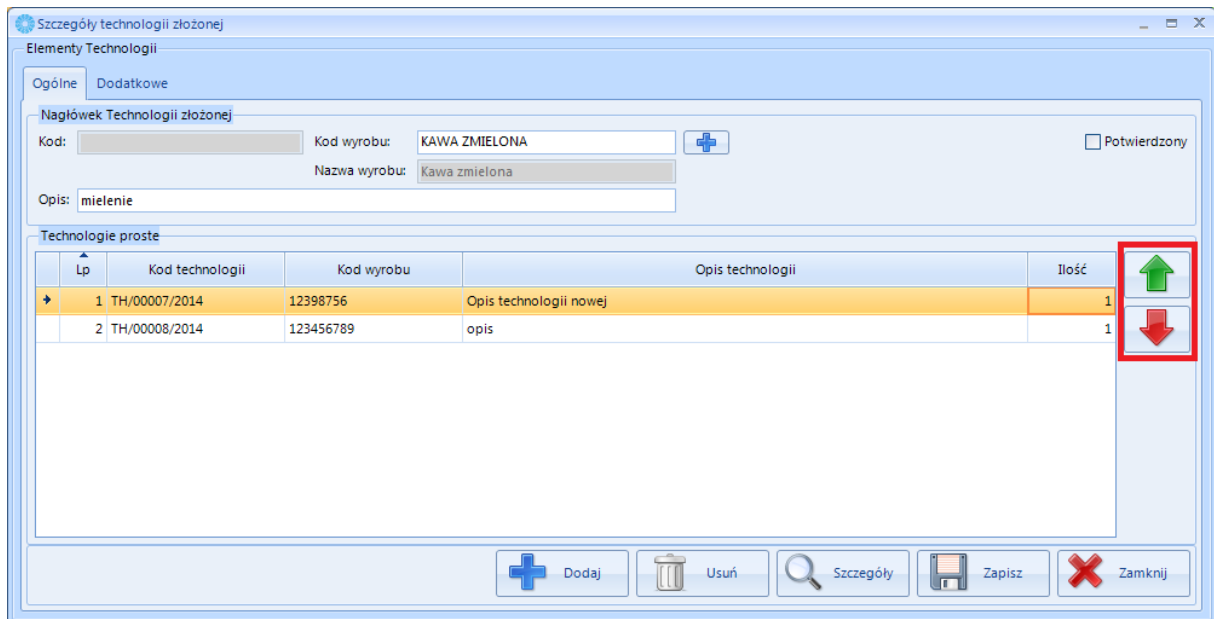 Szczegóły technologii złożonej
Elementy Technologii
Ogólne Dodatkowe
Nagłówek Technologii złożonej
Kod: Kod wyrobu: KAWA ZMIELONA Potwierdzony
Nazwa wyrobu: Kawa zmielona
Opis: mielenie
Technologie proste
Lp Kod technologii Kod wyrobu Opis technologii Ilość
1 TH/00007/2014 12398756 Opis technologii nowej 1
2 TH/00008/2014 123456789 opis 1
Dodaj Usuń Szczegóły Zapisz Zamknij